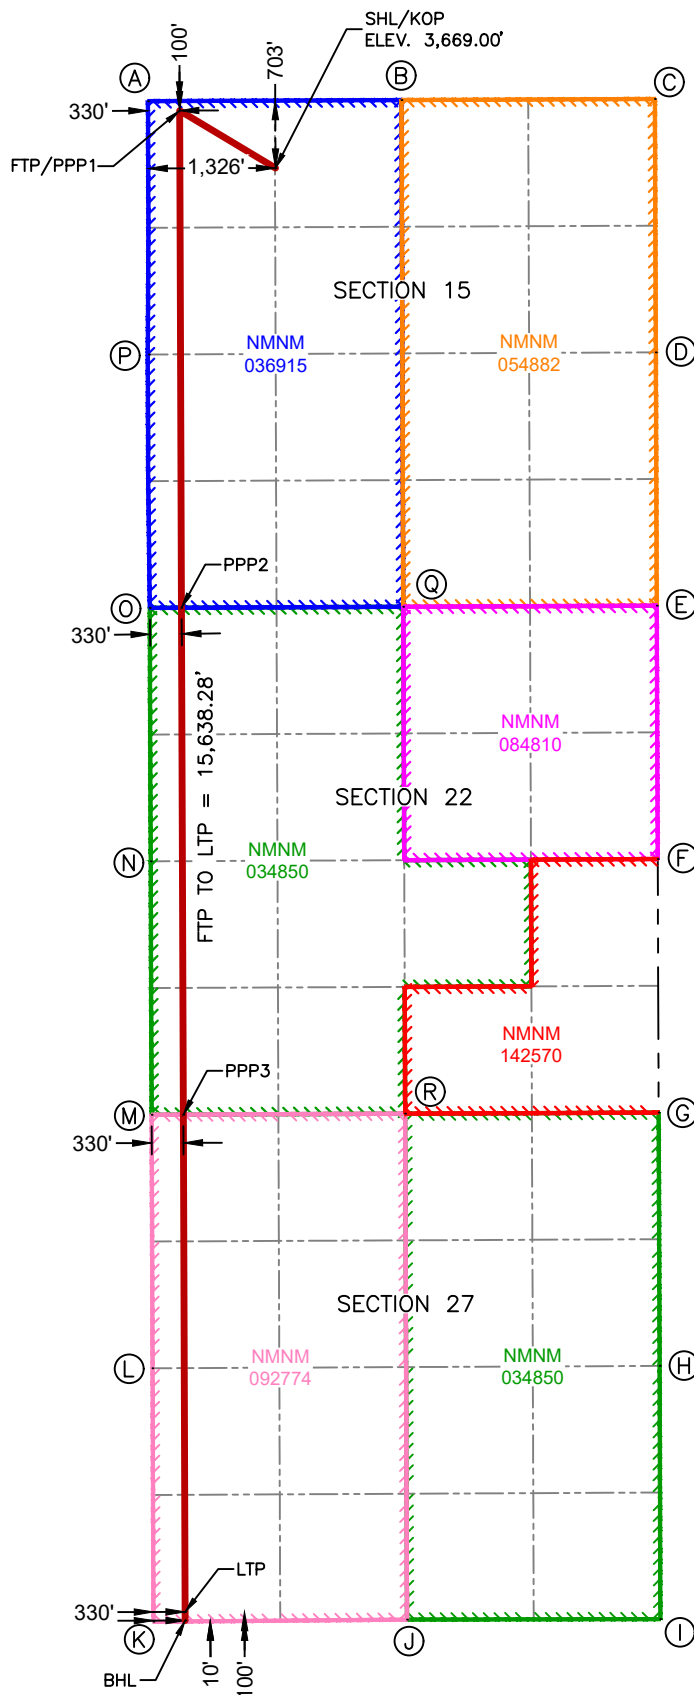 SHL/KOP
ELEV. 3,669.00'
100'
703'
A
B
C
330'
FTP/PPP1
1,326'
SECTION 15
P
NMNM
036915
NMNM
054882
D
PPP2
O
Q
E
330'
NMNM
084810
FTP TO LTP = 15,638.28'
SECTION 22
N
NMNM
034850
F
NMNM
142570
PPP3
M
R
G
330'
SECTION 27
L
NMNM
092774
NMNM
034850
H
LTP
330'
K
J
I
BHL
10'
100'